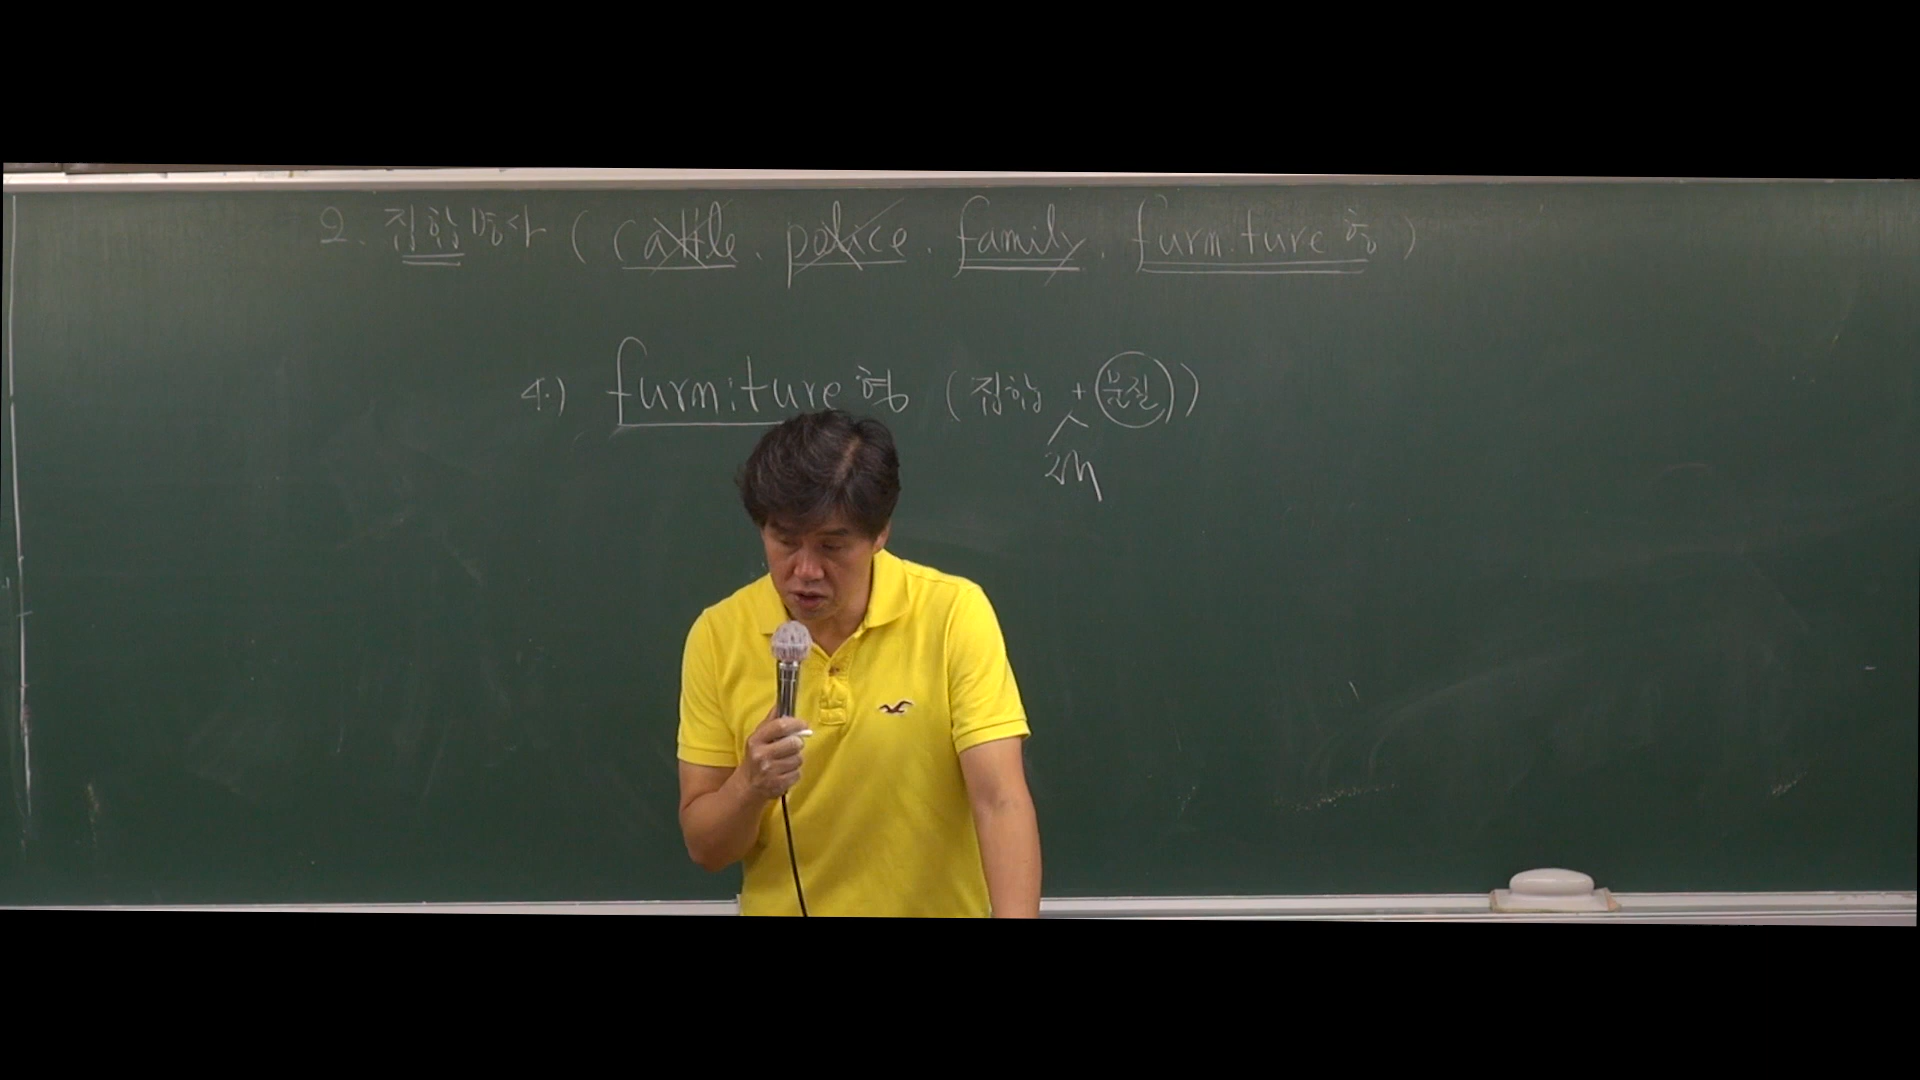 2. 집합명사 ( cattle. police. family. furniture 형 )
4.) furniture 형 ( 집합 + 물질 )